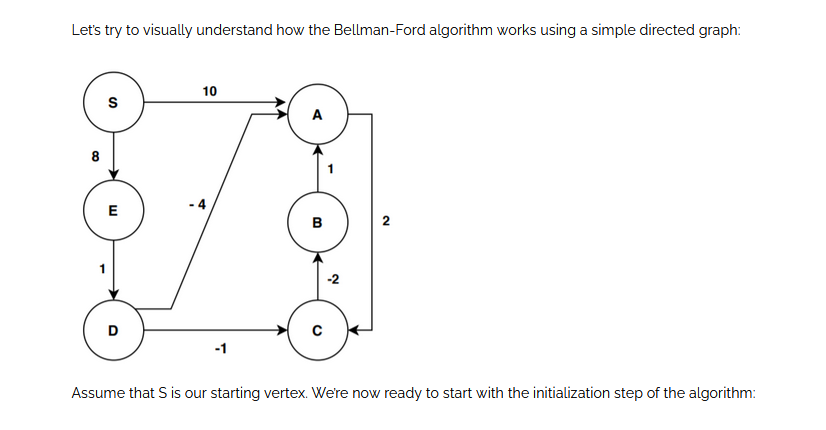 Let's try to visually understand how the Bellman-Ford algorithm works using a simple directed graph:
10
S
A
8
1
- 4
E
B
2
1
-2
D
C
-1
Assume that S is our starting vertex. We're now ready to start with the initialization step of the algorithm: